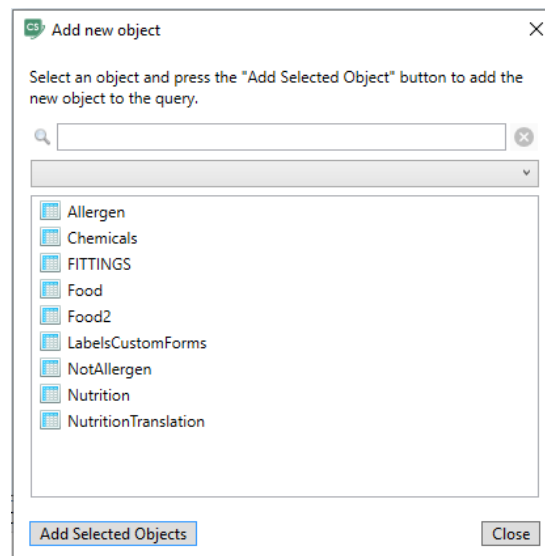 CS Add new object
Select an object and press the "Add Selected Object" button to add the
new object to the query.
Allergen
Chemicals
FITTINGS
Food
Food2
LabelsCustomForms
NotAllergen
Nutrition
NutritionTranslation
Add Selected Objects Close